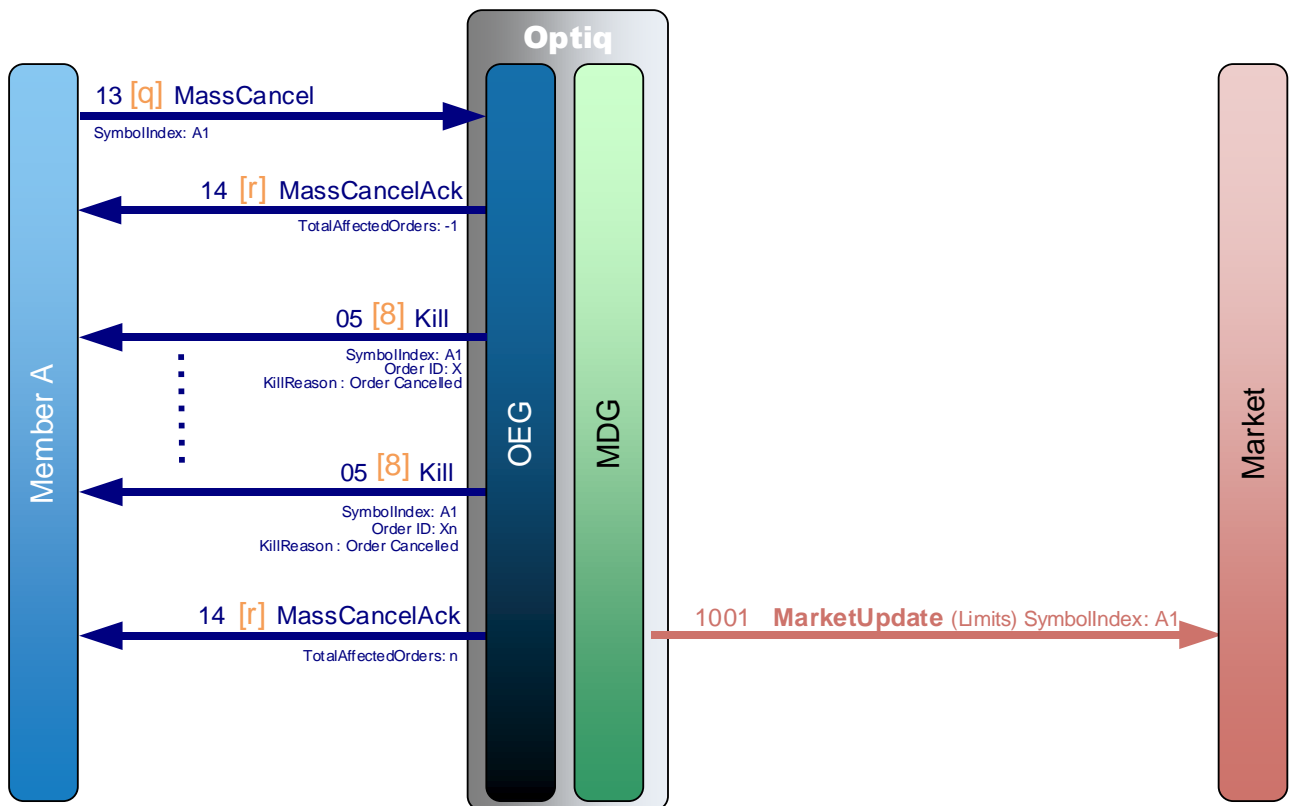 Optiq
13 [q] MassCancel
SymbolIndex: A1
14 [r] MassCancelAck
TotalAffectedOrders: -1
05 [8] Kill
SymbolIndex: A1
Order ID: X
KillReason : Order Cancelled
Member A
OEG
MDG
Market
05 [8] Kill
SymbolIndex: A1
Order ID: Xn
KillReason : Order Cancelled
14 [r] MassCancelAck
TotalAffectedOrders: n
1001 MarketUpdate (Limits) SymbolIndex: A1